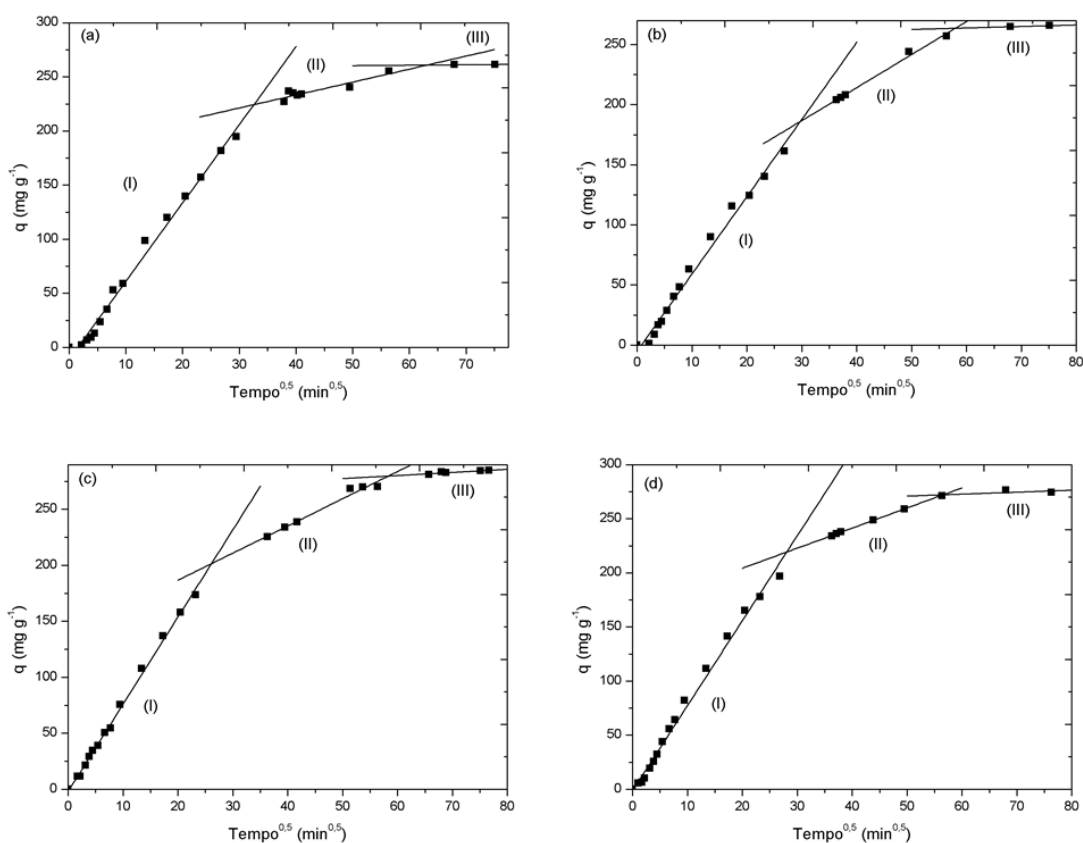 (a)
(I)
(II)
(III)
300
250
200
150
100
50
0
q (mg g⁻¹)
0 10 20 30 40 50 60 70
Tempo⁰,⁵ (min⁰,⁵)
(b)
(I)
(II)
(III)
250
200
150
100
50
0
q (mg g⁻¹)
0 10 20 30 40 50 60 70 80
Tempo⁰,⁵ (min⁰,⁵)
(c)
(I)
(II)
(III)
250
200
150
100
50
0
q (mg g⁻¹)
0 10 20 30 40 50 60 70 80
Tempo⁰,⁵ (min⁰,⁵)
(d)
(I)
(II)
(III)
300
250
200
150
100
50
0
q (mg g⁻¹)
0 10 20 30 40 50 60 70 80
Tempo⁰,⁵ (min⁰,⁵)